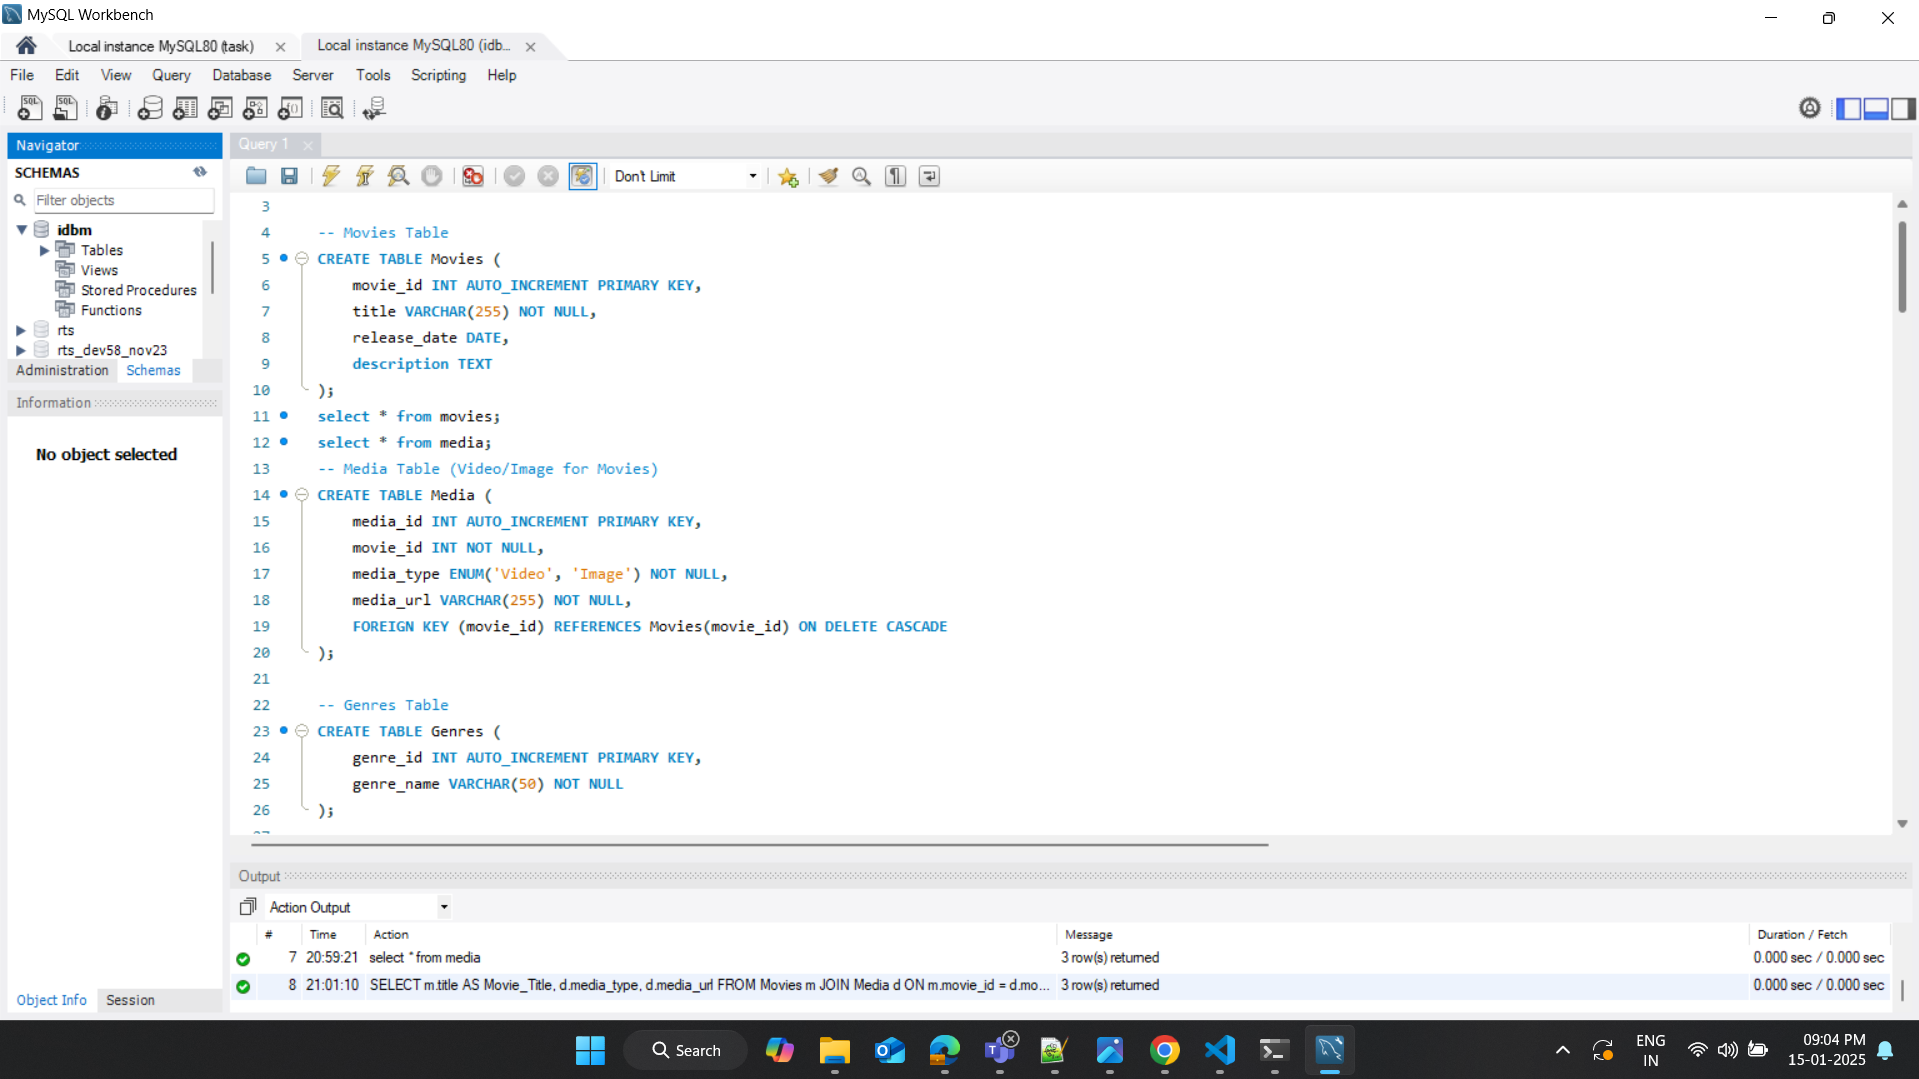 MySQL Workbench
Local instance MySQL80 (task)
Local instance MySQL80 (idb...
File Edit View Query Database Server Tools Scripting Help
Navigator
SCHEMAS
Filter objects
idbm
Tables
Views
Stored Procedures
Functions
rts
rts_dev58_nov23
Administration Schemas
Information
No object selected
Object Info Session
Query 1
Don't Limit
3
4 -- Movies Table
5 CREATE TABLE Movies (
6 movie_id INT AUTO_INCREMENT PRIMARY KEY,
7 title VARCHAR(255) NOT NULL,
8 release_date DATE,
9 description TEXT
10 );
11 select * from movies;
12 select * from media;
13 -- Media Table (Video/Image for Movies)
14 CREATE TABLE Media (
15 media_id INT AUTO_INCREMENT PRIMARY KEY,
16 movie_id INT NOT NULL,
17 media_type ENUM('Video', 'Image') NOT NULL,
18 media_url VARCHAR(255) NOT NULL,
19 FOREIGN KEY (movie_id) REFERENCES Movies(movie_id) ON DELETE CASCADE
20 );
21
22 -- Genres Table
23 CREATE TABLE Genres (
24 genre_id INT AUTO_INCREMENT PRIMARY KEY,
25 genre_name VARCHAR(50) NOT NULL
26 );
Output
Action Output
# Time Action Message Duration / Fetch
7 20:59:21 select * from media 3 row(s) returned 0.000 sec / 0.000 sec
8 21:01:10 SELECT m.title AS Movie_Title, d.media_type, d.media_url FROM Movies m JOIN Media d ON m.movie_id = d.mo... 3 row(s) returned 0.000 sec / 0.000 sec
Search
ENG
IN
09:04 PM
15-01-2025